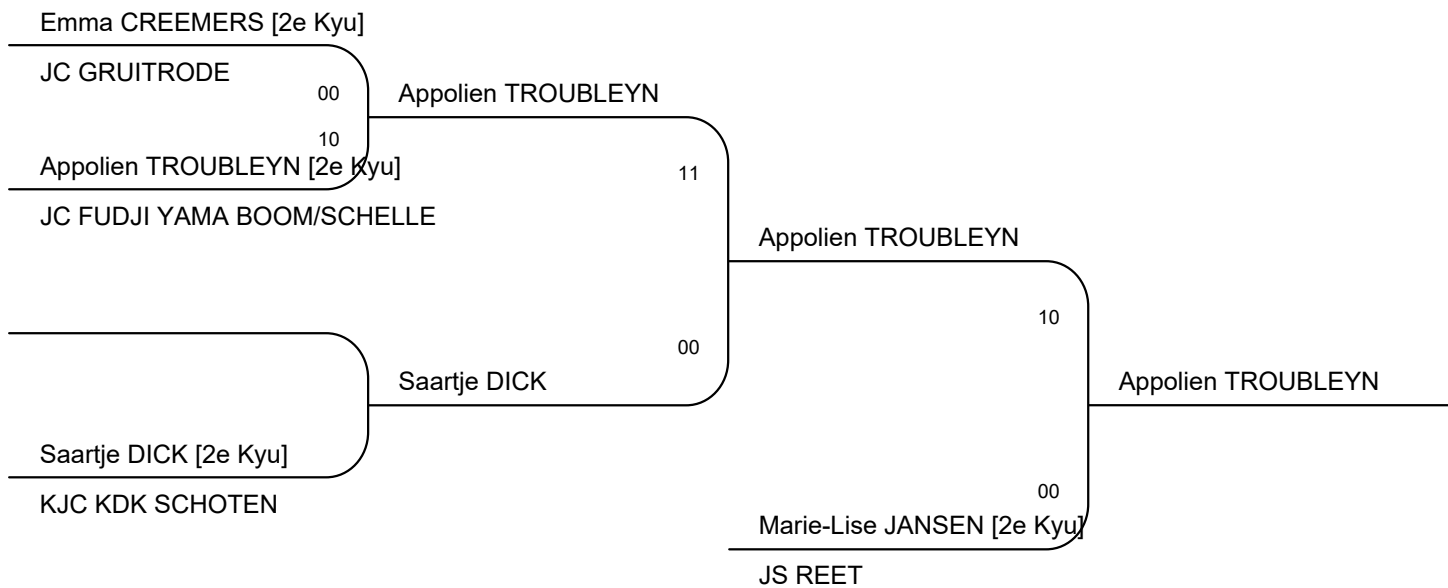 Emma CREEMERS [2e Kyu]
JC GRUITRODE
00
Appolien TROUBLEYN
10
Appolien TROUBLEYN [2e Kyu]
11
JC FUDJI YAMA BOOM/SCHELLE
Appolien TROUBLEYN
10
00
Saartje DICK
Appolien TROUBLEYN
Saartje DICK [2e Kyu]
KJC KDK SCHOTEN
00
Marie-Lise JANSEN [2e Kyu]
JS REET